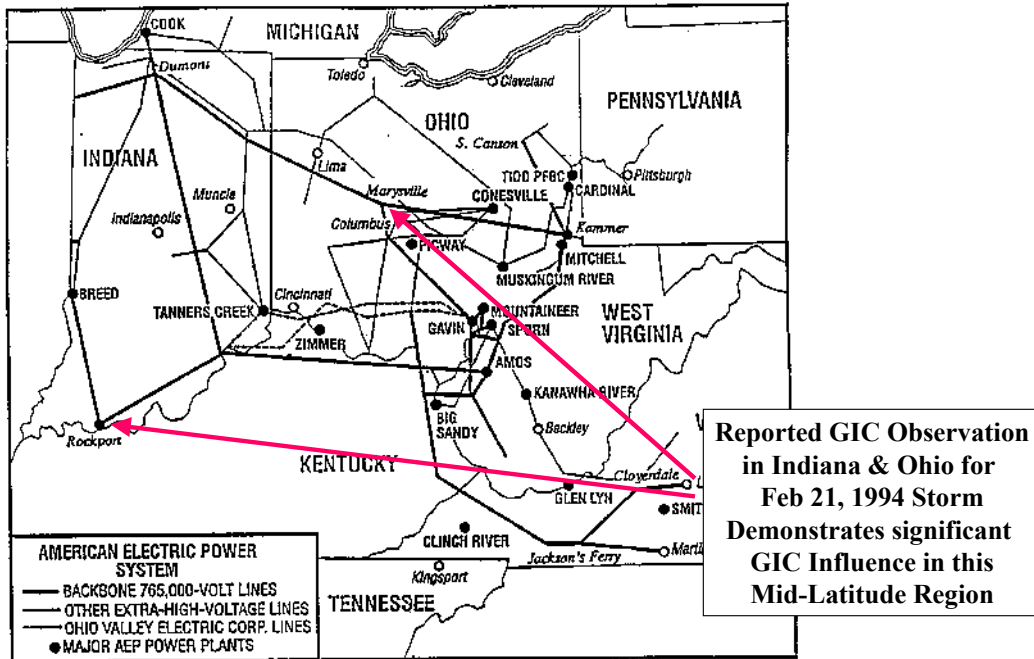 COOK
MICHIGAN
Dumont
Toledo
Cleveland
PENNSYLVANIA
OHIO
S. Canton
INDIANA
Lima
TIDD PFBC
Pittsburgh
CARDINAL
Muncie
Marysville
CONESVILLE
Indianapolis
Columbus
Kammer
PICWAY
MITCHELL
MUSKINGUM RIVER
BREED
Cincinnati
TANNERS CREEK
MOUNTAINEER
WEST
VIRGINIA
GAVIN
SPORN
ZIMMER
AMOS
KANAWHA RIVER
BIG
SANDY
Beckley
Rockport
V
KENTUCKY
Cloverdale
GLEN LYN
SMIT
CLINCH RIVER
Jackson's Ferry
Kingsport
TENNESSEE
AMERICAN ELECTRIC POWER
SYSTEM
BACKBONE 765,000-VOLT LINES
OTHER EXTRA-HIGH-VOLTAGE LINES
OHIO VALLEY ELECTRIC CORP. LINES
MAJOR AEP POWER PLANTS
Reported GIC Observation
in Indiana & Ohio for
Feb 21, 1994 Storm
Demonstrates significant
GIC Influence in this
Mid-Latitude Region